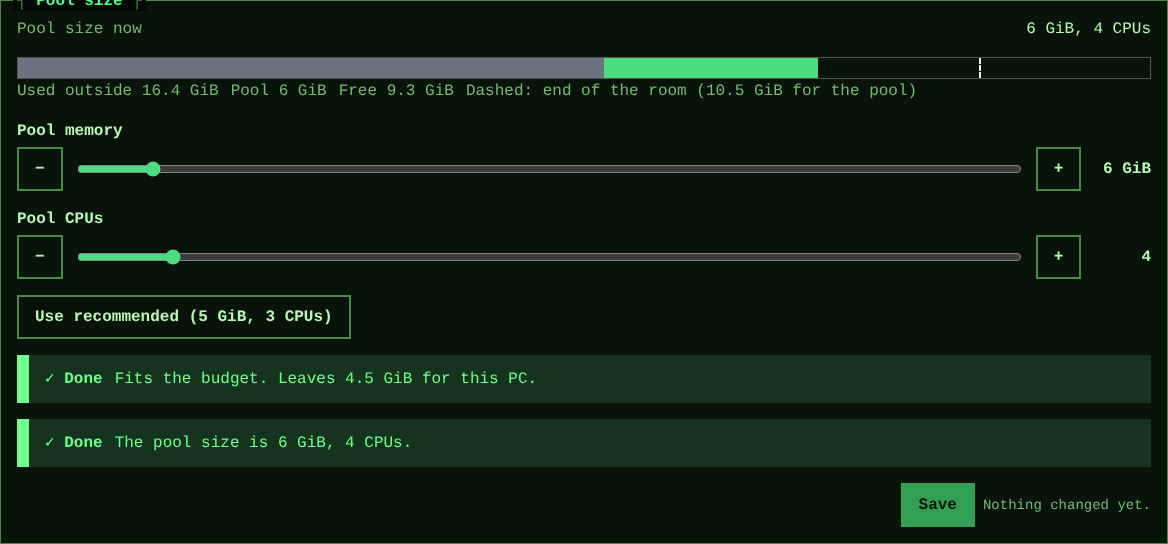 Pool size
Pool size now 6 GiB, 4 CPUs
Used outside 16.4 GiB Pool 6 GiB Free 9.3 GiB Dashed: end of the room (10.5 GiB for the pool)
Pool memory
− + 6 GiB
Pool CPUs
− + 4
Use recommended (5 GiB, 3 CPUs)
✓ Done Fits the budget. Leaves 4.5 GiB for this PC.
✓ Done The pool size is 6 GiB, 4 CPUs.
Save Nothing changed yet.